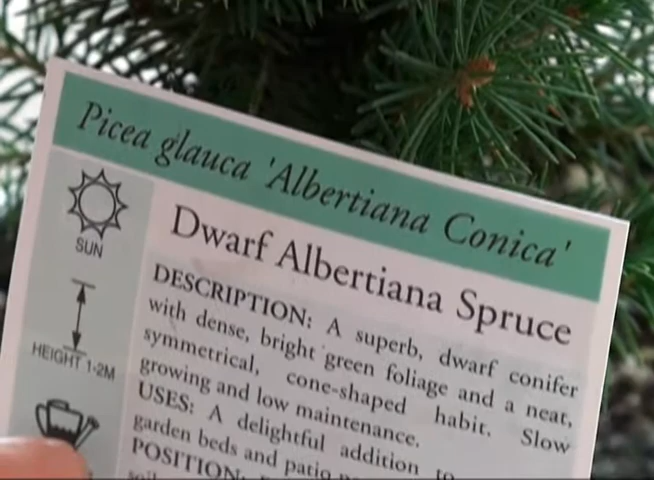 Picea glauca 'Albertiana Conica'
SUN
Dwarf Albertiana Spruce
HEIGHT 1-2M
DESCRIPTION: A superb, dwarf conifer
with dense, bright green foliage and a neat,
symmetrical, cone-shaped habit. Slow
growing and low maintenance.
USES: A delightful addition to
garden beds and patio
POSITION: